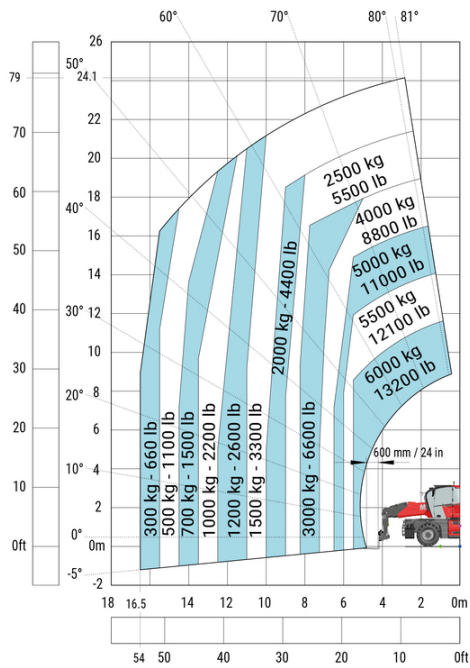 60°
70°
80°
81°
26
79
50°
24.1
70
22
20
60
18
40°
16
50
14
40
30°
12
30
10
20°
8
20
6
10°
4
10
2
0°
0ft
0m
-5°
-2
2500 kg
5500 lb
4000 kg
8800 lb
5000 kg
11000 lb
5500 kg
12100 lb
6000 kg
13200 lb
600 mm / 24 in
300 kg - 660 lb
500 kg - 1100 lb
700 kg - 1500 lb
1000 kg - 2200 lb
1200 kg - 2600 lb
1500 kg - 3300 lb
2000 kg - 4400 lb
3000 kg - 6600 lb
18 16.5 14 12 10 8 6 4 2 0m
54 50 40 30 20 10 0ft